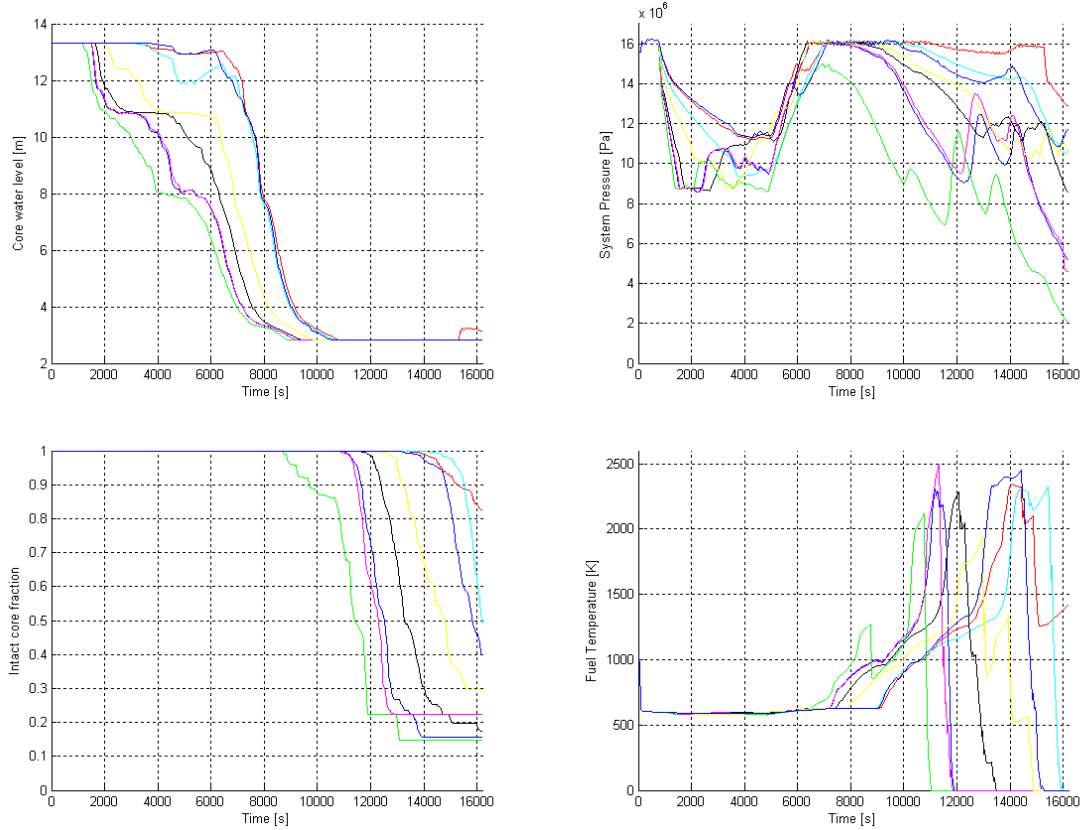 14
12
10
8
6
4
2
Core water level [m]
0 2000 4000 6000 8000 10000 12000 14000 16000
Time [s]
x 10^6
16
14
12
10
8
6
4
2
0
System Pressure [Pa]
0 2000 4000 6000 8000 10000 12000 14000 16000
Time [s]
1
0.9
0.8
0.7
0.6
0.5
0.4
0.3
0.2
0.1
0
Intact core fraction
0 2000 4000 6000 8000 10000 12000 14000 16000
Time [s]
2500
2000
1500
1000
500
0
Fuel Temperature [K]
0 2000 4000 6000 8000 10000 12000 14000 16000
Time [s]